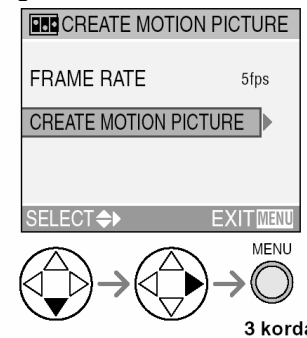 CREATE MOTION PICTURE
FRAME RATE 5fps
CREATE MOTION PICTURE
SELECT EXIT MENU
MENU
3 korda